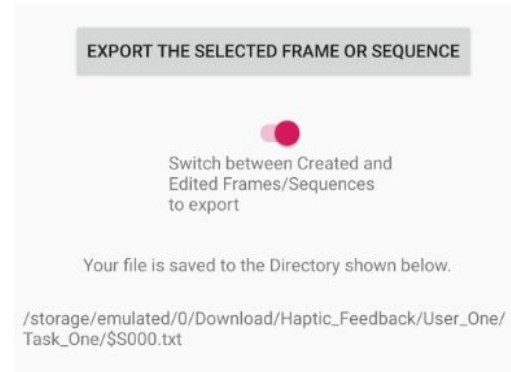 EXPORT THE SELECTED FRAME OR SEQUENCE
Switch between Created and
Edited Frames/Sequences
to export
Your file is saved to the Directory shown below.
/storage/emulated/0/Download/Haptic_Feedback/User_One/
Task_One/$S000.txt